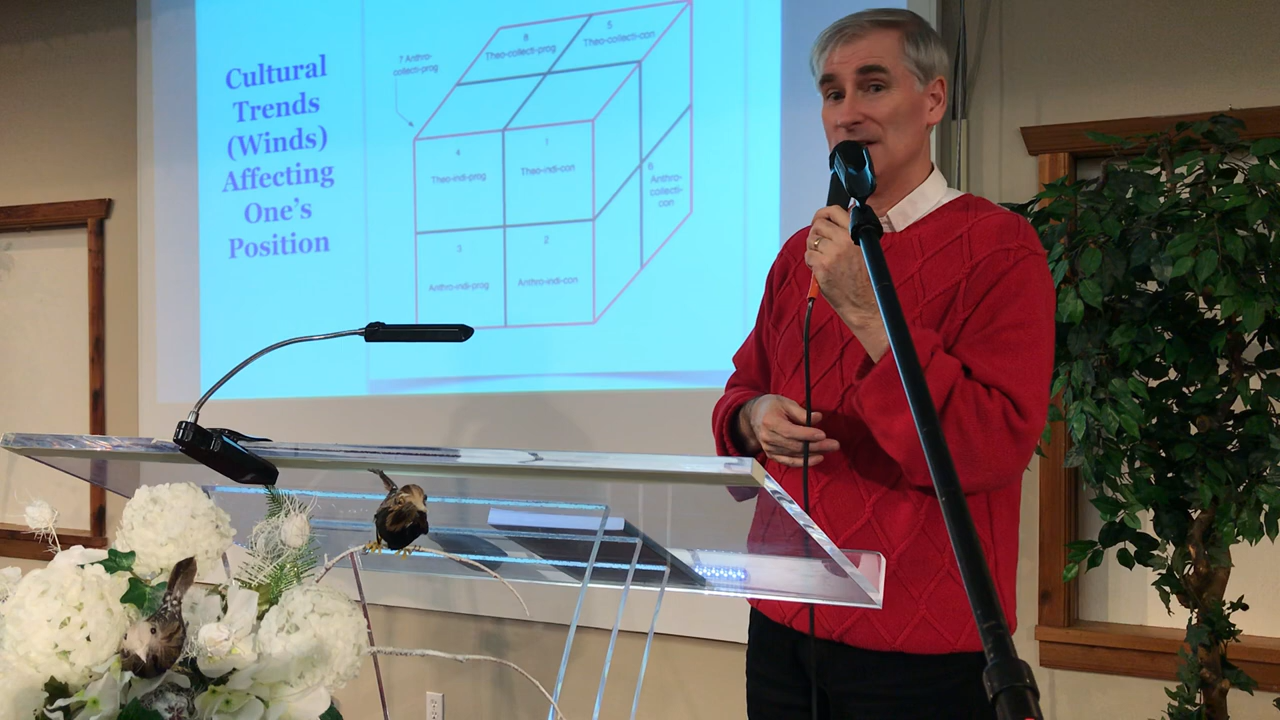 Cultural
Trends
(Winds)
Affecting
One's
Position
7 Anthro-
collecti-prog
8
Theo-collecti-prog
5
Theo-collecti-con
4
Theo-indi-prog
1
Theo-indi-con
6
Anthro-
collecti-
con
3
Anthro-indi-prog
2
Anthro-indi-con